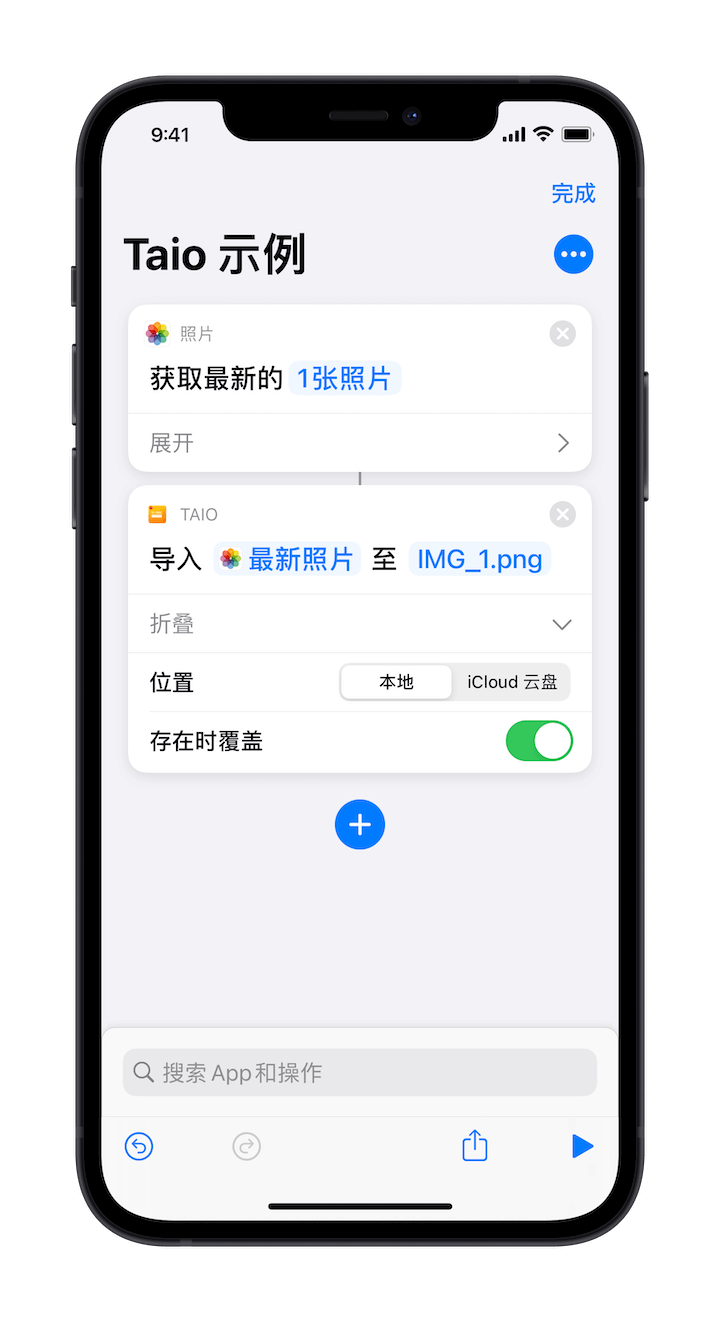 9:41
完成
Taio 示例
照片
获取最新的 1张照片
展开
TAIO
导入 最新照片 至 IMG_1.png
折叠
位置 本地 iCloud 云盘
存在时覆盖
搜索 App和操作